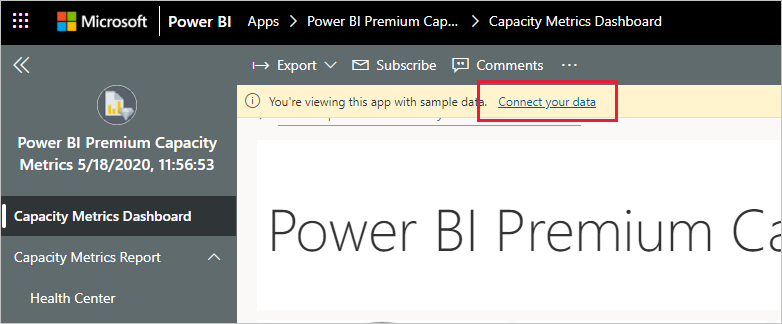 Microsoft Power BI Apps > Power BI Premium Cap... > Capacity Metrics Dashboard
Export Subscribe Comments ...
You're viewing this app with sample data. Connect your data
Power BI Premium Capacity
Metrics 5/18/2020, 11:56:53
Capacity Metrics Dashboard
Capacity Metrics Report
Health Center
Power BI Premium Ca